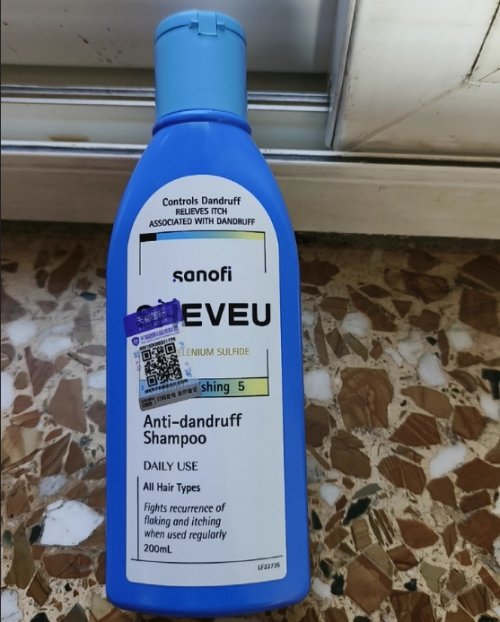 Controls Dandruff
RELIEVES ITCH
ASSOCIATED WITH DANDRUFF
sanofi
EVEU
LENIUM SULFIDE
shing 5
Anti-dandruff
Shampoo
DAILY USE
All Hair Types
Fights recurrence of
flaking and itching
when used regularly
200mL